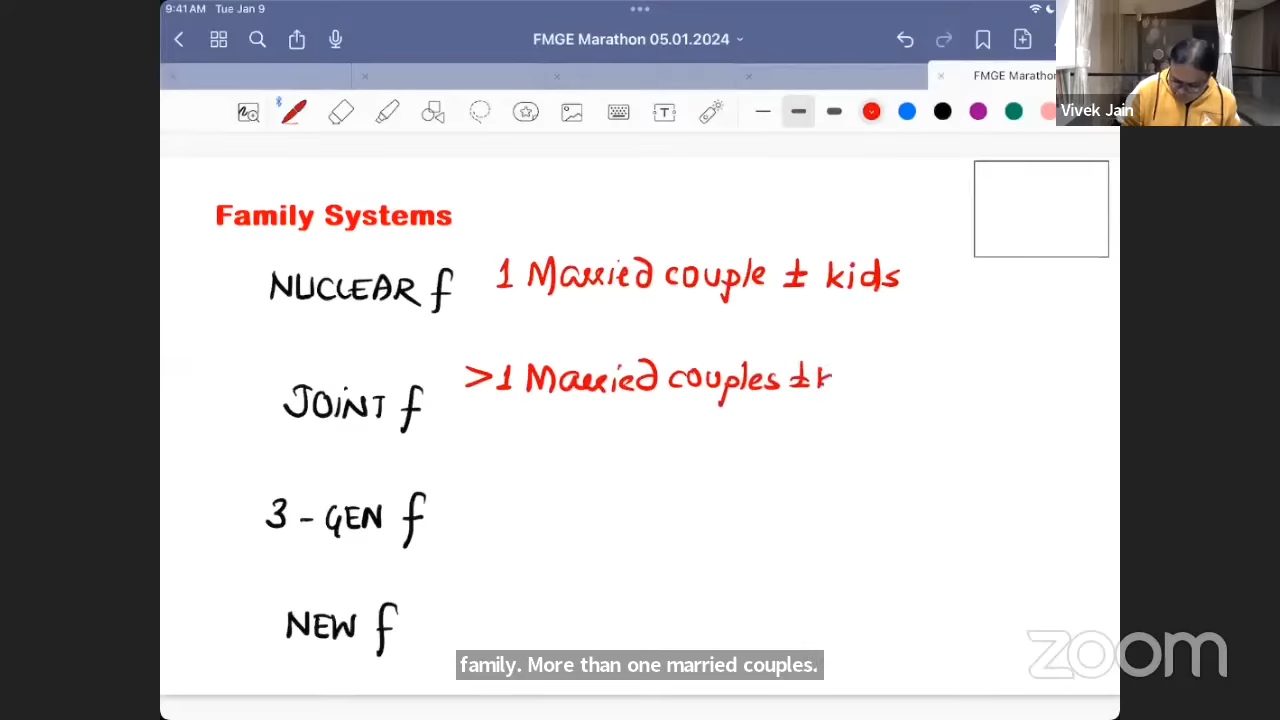 9:41 AM Tue Jan 9
FMGE Marathon 05.01.2024
FMGE Marathon
Vivek Jain
Family Systems
NUCLEAR f 1 Married couple ± kids
JOINT f >1 Married couples ±
3 - GEN f
NEW f
family. More than one married couples.
zoom